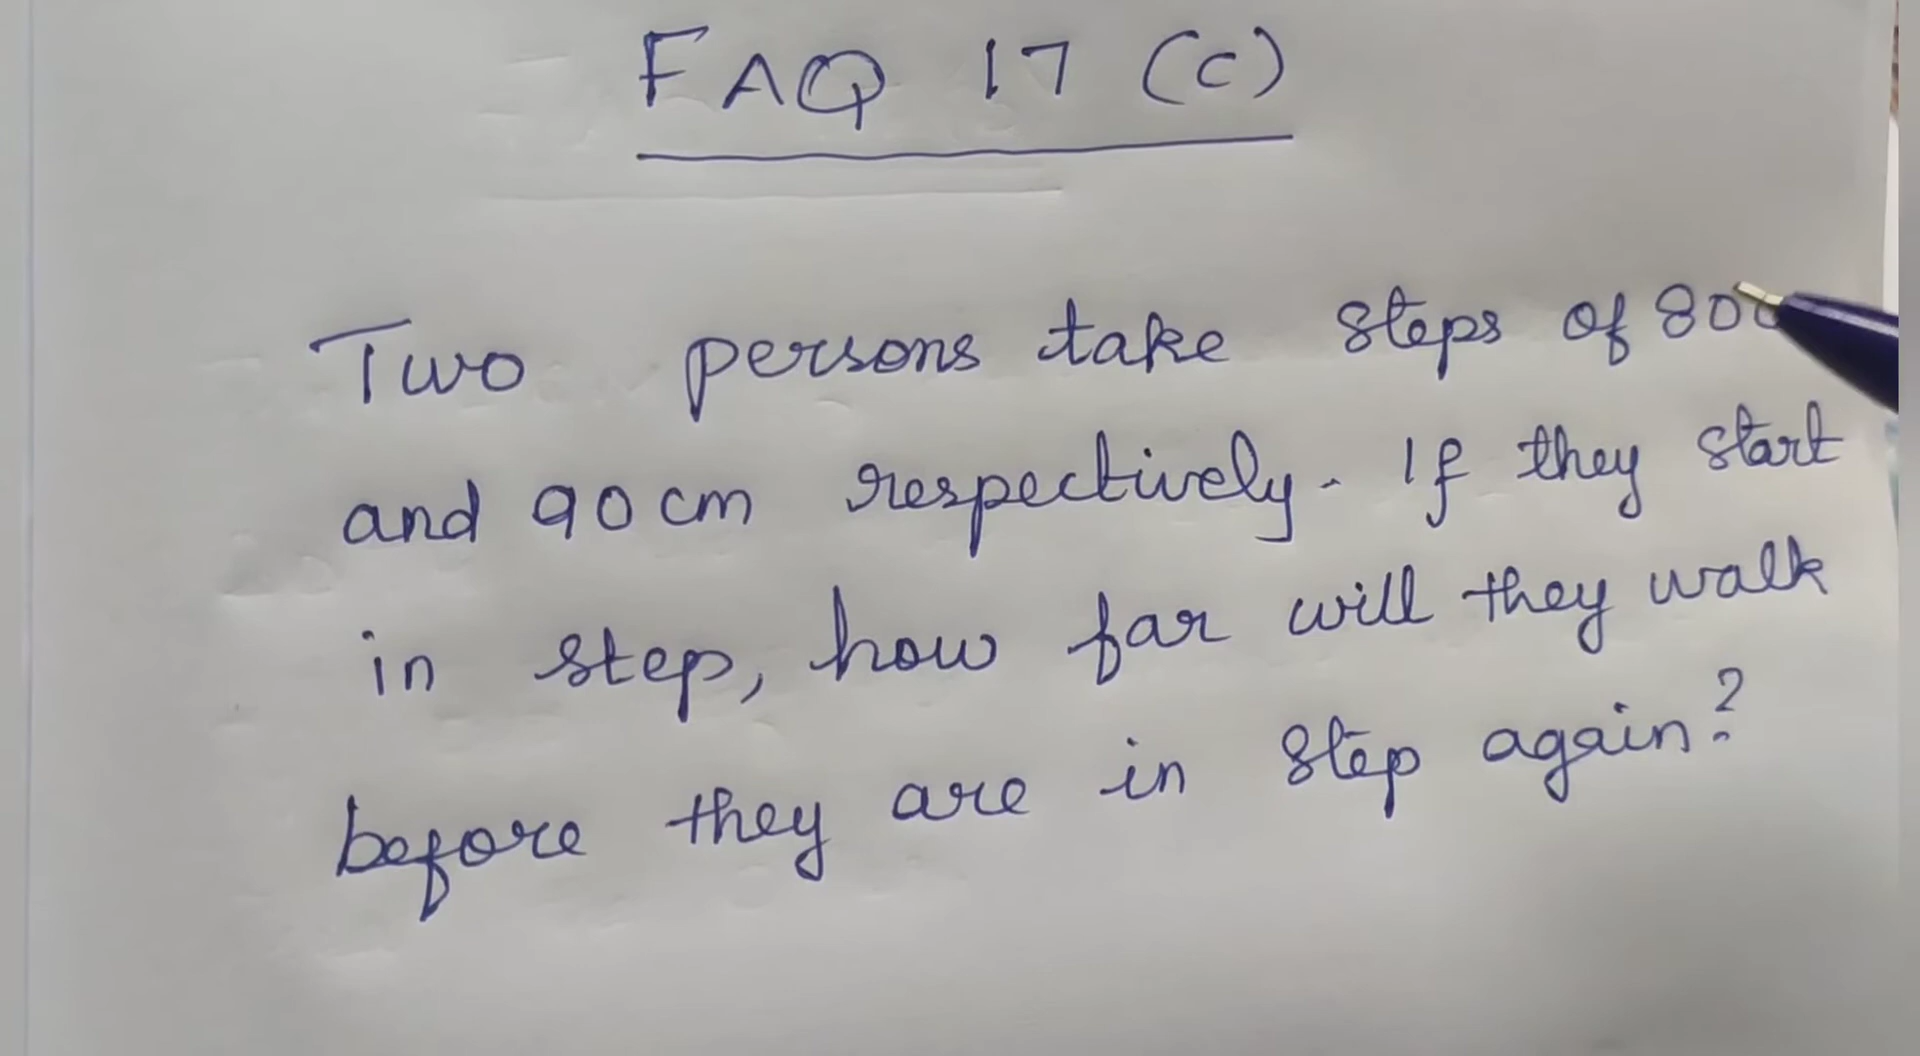 FAQ 17 (C)
Two persons take steps of 80c
and 90 cm respectively. If they start
in step, how far will they walk
before they are in step again?